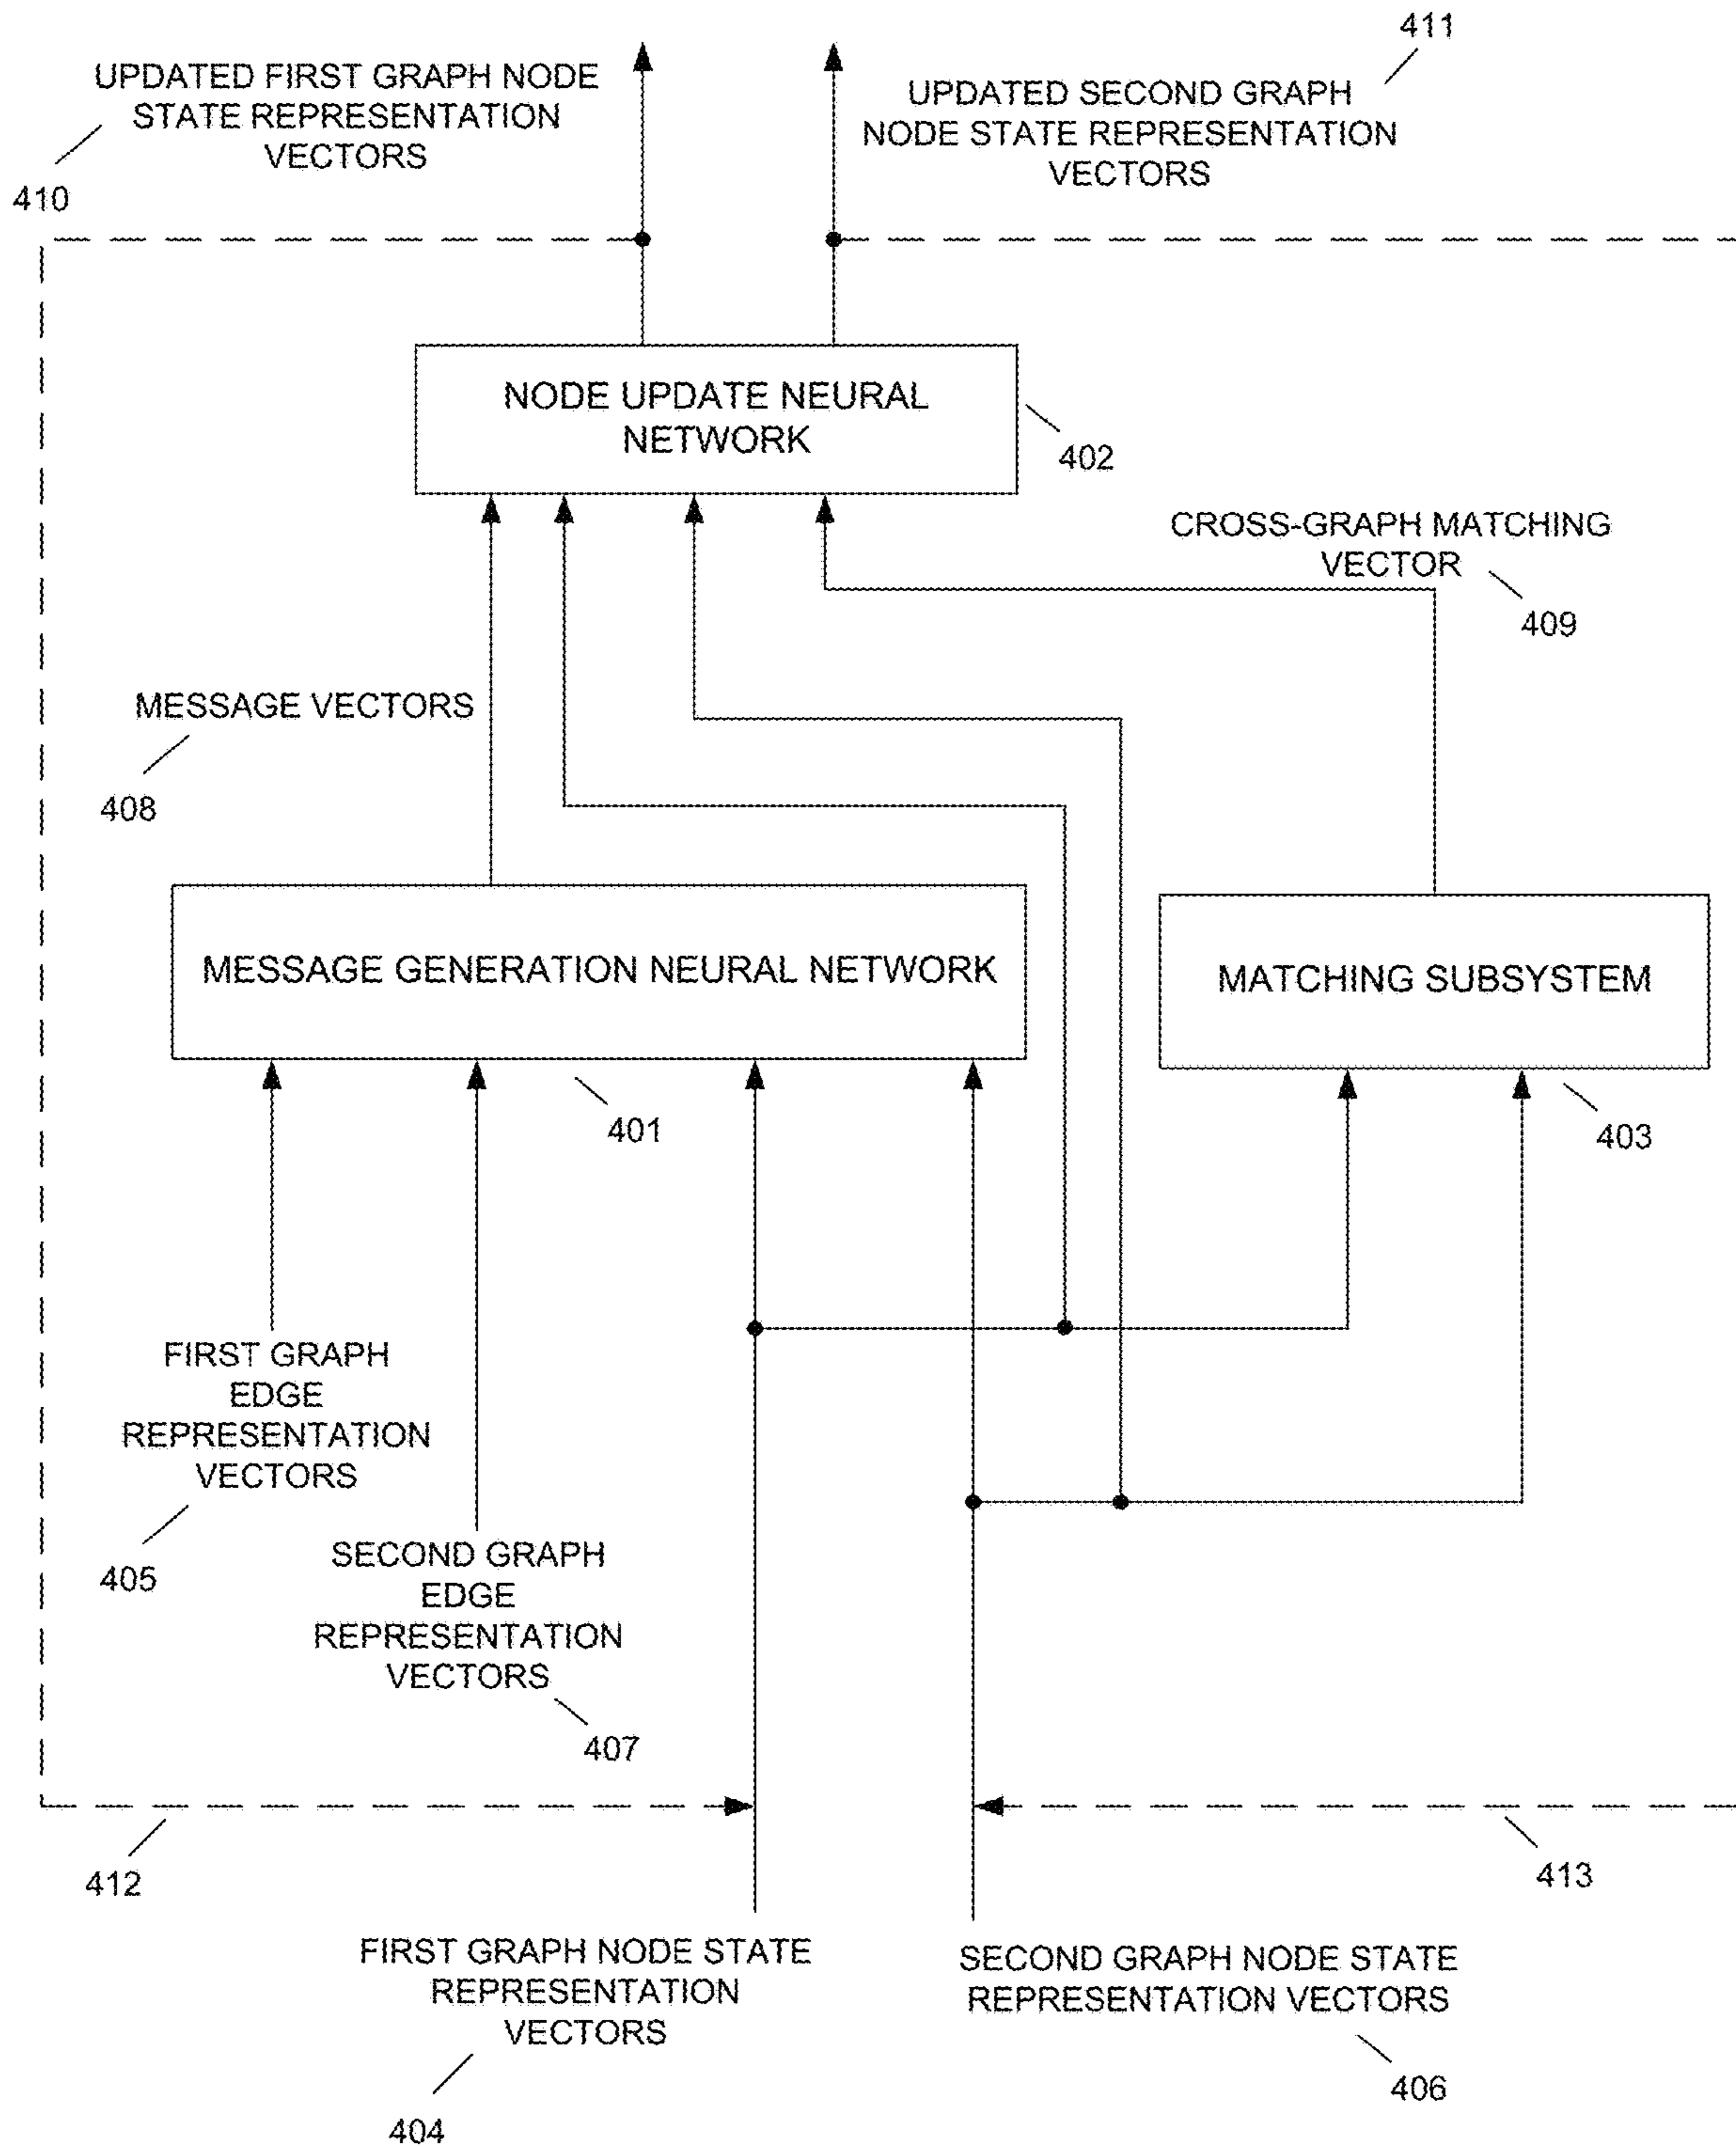 411
UPDATED FIRST GRAPH NODE
STATE REPRESENTATION
VECTORS
410
UPDATED SECOND GRAPH
NODE STATE REPRESENTATION
VECTORS
NODE UPDATE NEURAL
NETWORK
402
CROSS-GRAPH MATCHING
VECTOR
409
MESSAGE VECTORS
408
MESSAGE GENERATION NEURAL NETWORK
401
MATCHING SUBSYSTEM
403
FIRST GRAPH
EDGE
REPRESENTATION
VECTORS
405
SECOND GRAPH
EDGE
REPRESENTATION
VECTORS
407
412
413
FIRST GRAPH NODE STATE
REPRESENTATION
VECTORS
404
SECOND GRAPH NODE STATE
REPRESENTATION VECTORS
406